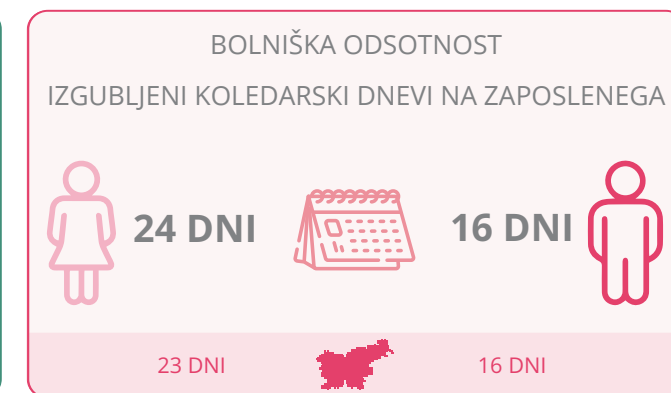 BOLNIŠKA ODSOTNOST
IZGUBLJENI KOLEDARSKI DNEVI NA ZAPOSLENEGA
24 DNI
16 DNI
23 DNI
16 DNI